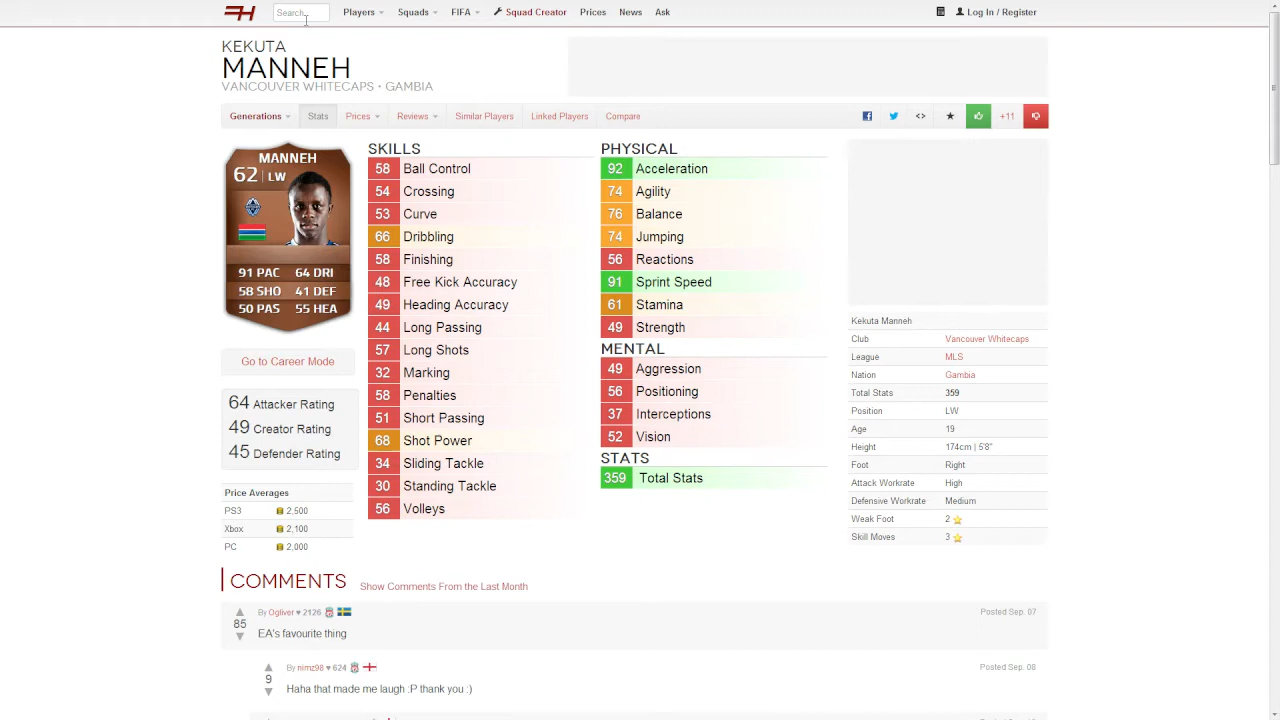 Search...
Players
Squads
FIFA
Squad Creator
Prices
News
Ask
Log In / Register
KEKUTA
MANNEH
VANCOUVER WHITECAPS • GAMBIA
Generations
Stats
Prices
Reviews
Similar Players
Linked Players
Compare
+11
MANNEH
62 LW
91 PAC 64 DRI
58 SHO 41 DEF
50 PAS 55 HEA
Go to Career Mode
64 Attacker Rating
49 Creator Rating
45 Defender Rating
Price Averages
PS3 2,500
Xbox 2,100
PC 2,000
SKILLS
58 Ball Control
54 Crossing
53 Curve
66 Dribbling
58 Finishing
48 Free Kick Accuracy
49 Heading Accuracy
44 Long Passing
57 Long Shots
32 Marking
58 Penalties
51 Short Passing
68 Shot Power
34 Sliding Tackle
30 Standing Tackle
56 Volleys
PHYSICAL
92 Acceleration
74 Agility
76 Balance
74 Jumping
56 Reactions
91 Sprint Speed
61 Stamina
49 Strength
MENTAL
49 Aggression
56 Positioning
37 Interceptions
52 Vision
STATS
359 Total Stats
Kekuta Manneh
Club Vancouver Whitecaps
League MLS
Nation Gambia
Total Stats 359
Position LW
Age 19
Height 174cm | 5'8"
Foot Right
Attack Workrate High
Defensive Workrate Medium
Weak Foot 2
Skill Moves 3
COMMENTS Show Comments From the Last Month
By Ogliver ♥ 2126 Posted Sep. 07
85
EA's favourite thing
By nimz98 ♥ 624 Posted Sep. 08
9
Haha that made me laugh :P thank you :)